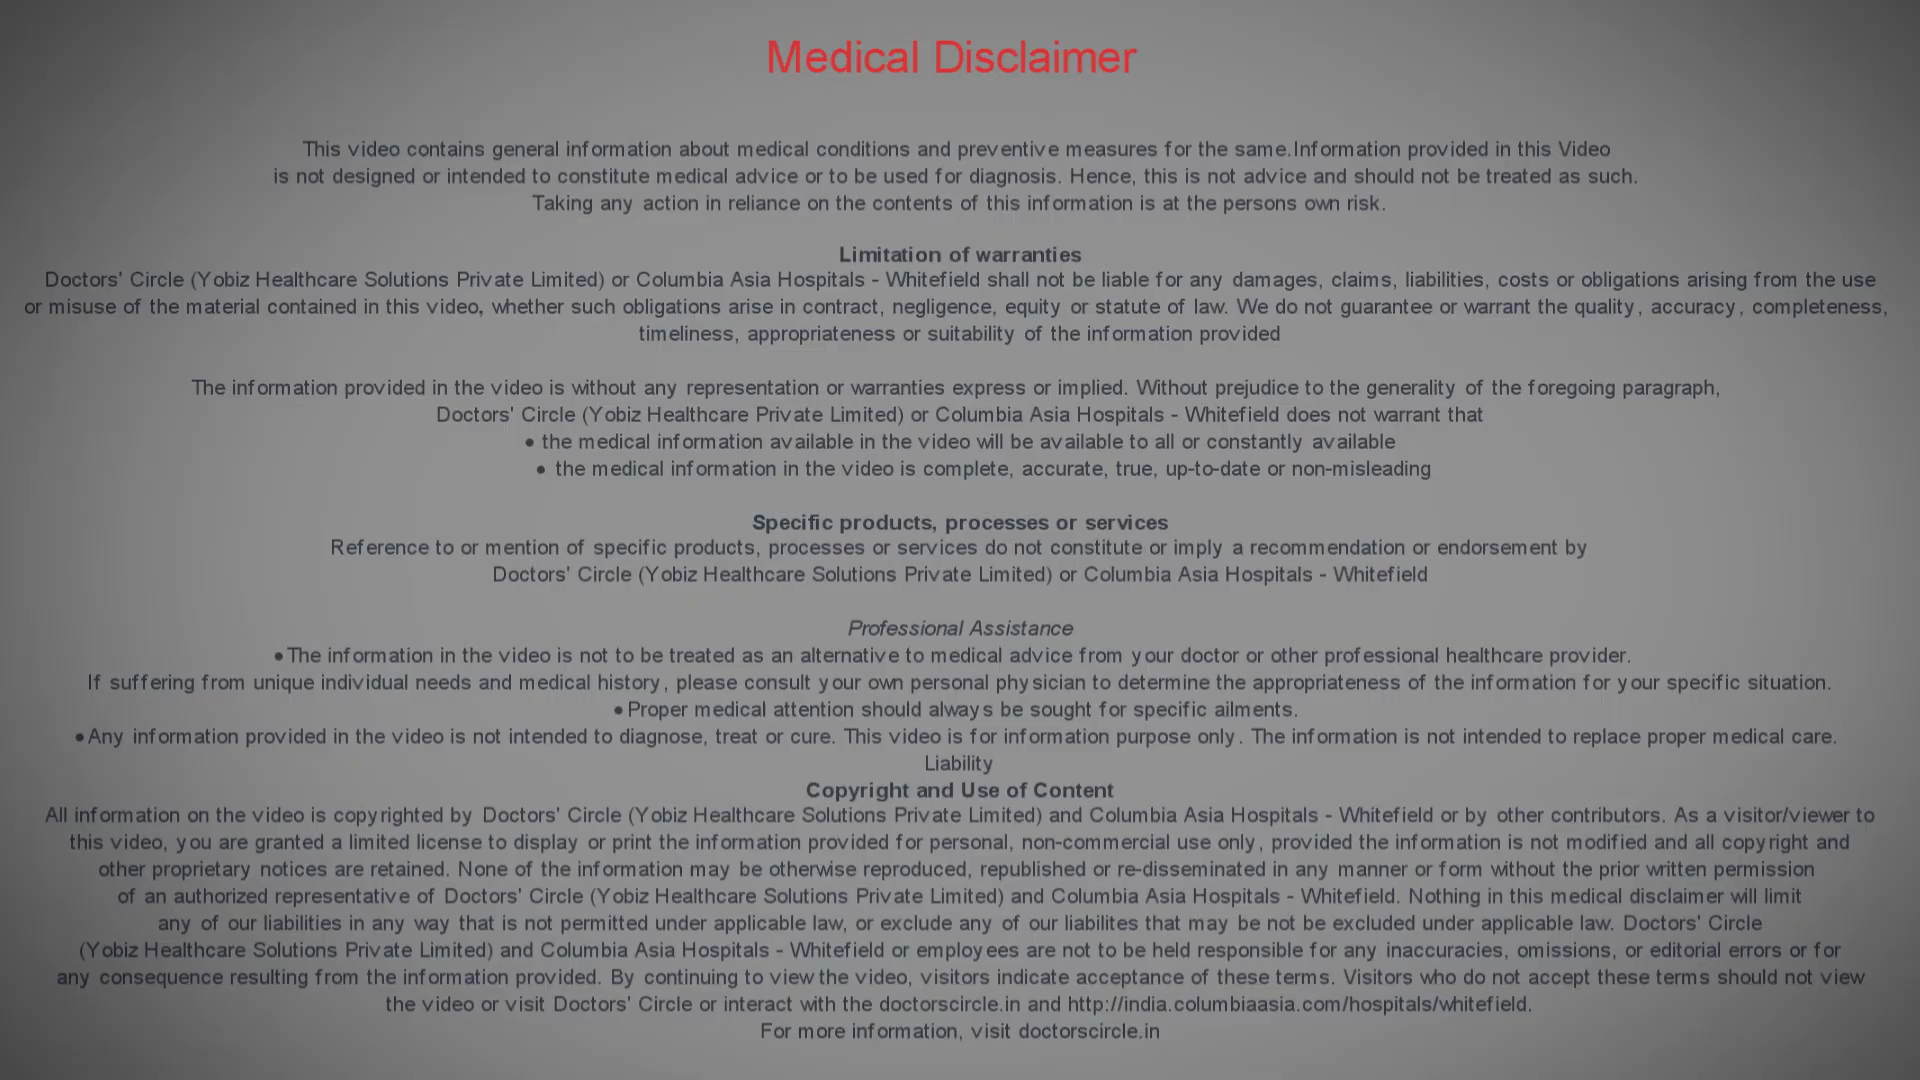 Medical Disclaimer
This video contains general information about medical conditions and preventive measures for the same.Information provided in this Video
is not designed or intended to constitute medical advice or to be used for diagnosis. Hence, this is not advice and should not be treated as such.
Taking any action in reliance on the contents of this information is at the persons own risk.
Limitation of warranties
Doctors' Circle (Yobiz Healthcare Solutions Private Limited) or Columbia Asia Hospitals - Whitefield shall not be liable for any damages, claims, liabilities, costs or obligations arising from the use
or misuse of the material contained in this video, whether such obligations arise in contract, negligence, equity or statute of law. We do not guarantee or warrant the quality, accuracy, completeness,
timeliness, appropriateness or suitability of the information provided
The information provided in the video is without any representation or warranties express or implied. Without prejudice to the generality of the foregoing paragraph,
Doctors' Circle (Yobiz Healthcare Private Limited) or Columbia Asia Hospitals - Whitefield does not warrant that
• the medical information available in the video will be available to all or constantly available
• the medical information in the video is complete, accurate, true, up-to-date or non-misleading
Specific products, processes or services
Reference to or mention of specific products, processes or services do not constitute or imply a recommendation or endorsement by
Doctors' Circle (Yobiz Healthcare Solutions Private Limited) or Columbia Asia Hospitals - Whitefield
Professional Assistance
•The information in the video is not to be treated as an alternative to medical advice from your doctor or other professional healthcare provider.
If suffering from unique individual needs and medical history, please consult your own personal physician to determine the appropriateness of the information for your specific situation.
•Proper medical attention should always be sought for specific ailments.
•Any information provided in the video is not intended to diagnose, treat or cure. This video is for information purpose only. The information is not intended to replace proper medical care.
Liability
Copyright and Use of Content
All information on the video is copyrighted by Doctors' Circle (Yobiz Healthcare Solutions Private Limited) and Columbia Asia Hospitals - Whitefield or by other contributors. As a visitor/viewer to
this video, you are granted a limited license to display or print the information provided for personal, non-commercial use only, provided the information is not modified and all copyright and
other proprietary notices are retained. None of the information may be otherwise reproduced, republished or re-disseminated in any manner or form without the prior written permission
of an authorized representative of Doctors' Circle (Yobiz Healthcare Solutions Private Limited) and Columbia Asia Hospitals - Whitefield. Nothing in this medical disclaimer will limit
any of our liabilities in any way that is not permitted under applicable law, or exclude any of our liabilites that may be not be excluded under applicable law. Doctors' Circle
(Yobiz Healthcare Solutions Private Limited) and Columbia Asia Hospitals - Whitefield or employees are not to be held responsible for any inaccuracies, omissions, or editorial errors or for
any consequence resulting from the information provided. By continuing to view the video, visitors indicate acceptance of these terms. Visitors who do not accept these terms should not view
the video or visit Doctors' Circle or interact with the doctorscircle.in and http://india.columbiaasia.com/hospitals/whitefield.
For more information, visit doctorscircle.in